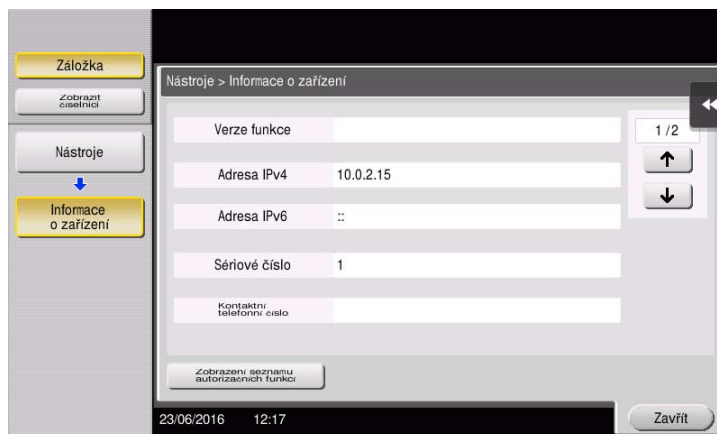 Záložka
Zobrazit
číselnici
Nástroje
Informace
o zařízení
Nástroje > Informace o zařízení
1 /2
Verze funkce
Adresa IPv4 10.0.2.15
Adresa IPv6 ::
Sériové číslo 1
Kontaktní
telefonní číslo
Zobrazení seznamu
autorizačních funkcí
23/06/2016 12:17
Zavřít